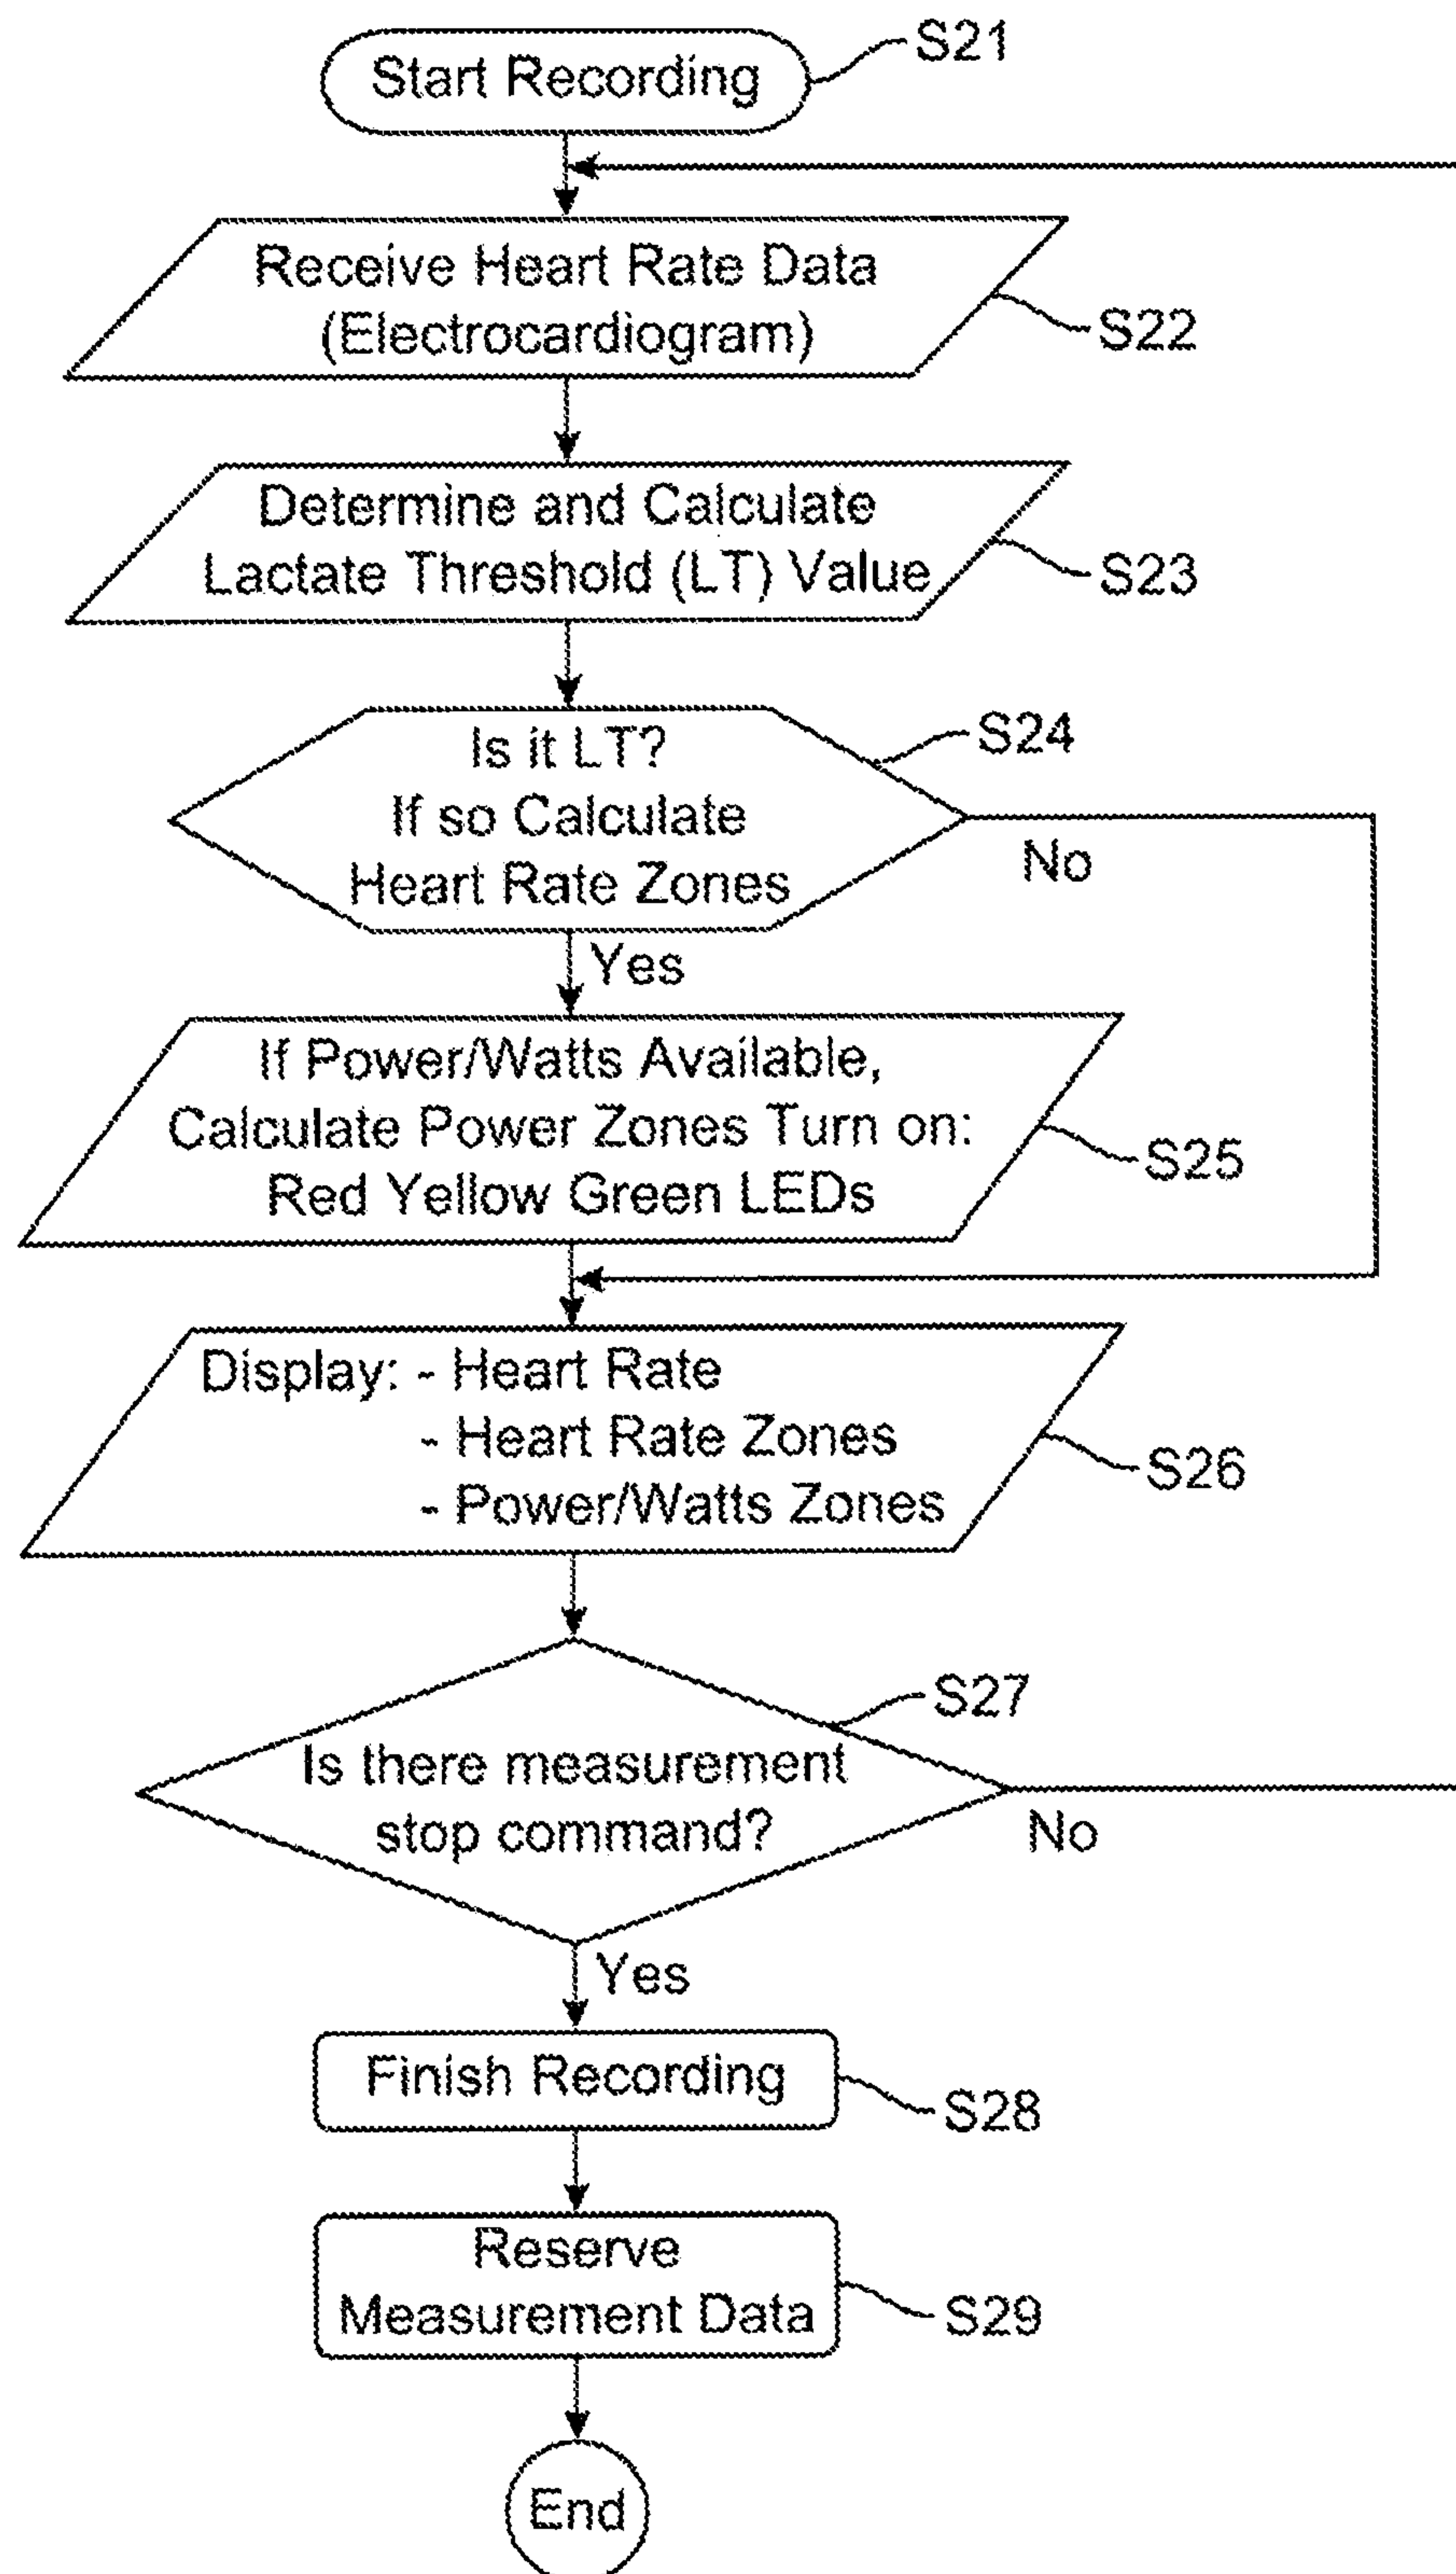 Start Recording
S21
Receive Heart Rate Data
(Electrocardiogram)
S22
Determine and Calculate
Lactate Threshold (LT) Value
S23
Is it LT?
If so Calculate
Heart Rate Zones
S24
No
Yes
If Power/Watts Available,
Calculate Power Zones Turn on:
Red Yellow Green LEDs
S25
Display: - Heart Rate
- Heart Rate Zones
- Power/Watts Zones
S26
Is there measurement
stop command?
S27
No
Yes
Finish Recording
S28
Reserve
Measurement Data
S29
End